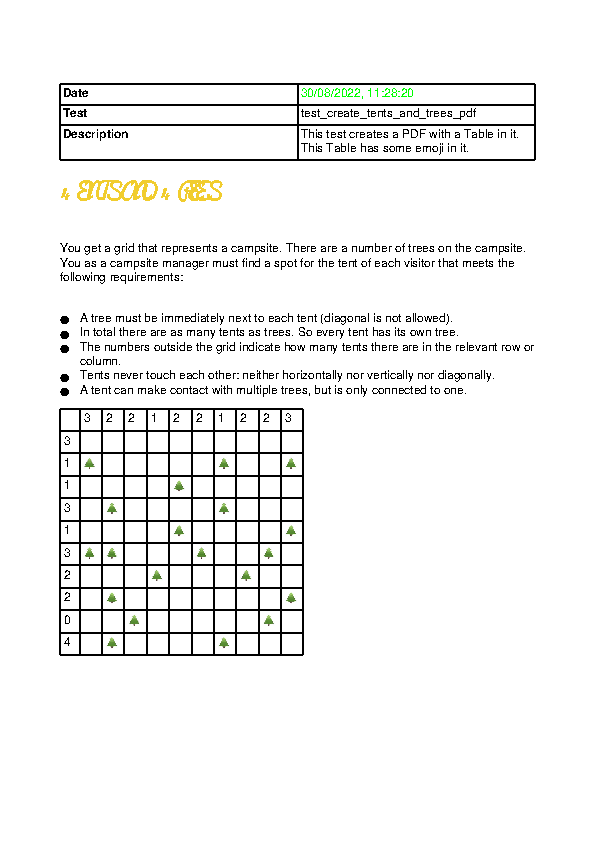 Date 30/08/2022, 11:28:20
Test test_create_tents_and_trees_pdf
Description This test creates a PDF with a Table in it.
This Table has some emoji in it.
You get a grid that represents a campsite. There are a number of trees on the campsite.
You as a campsite manager must find a spot for the tent of each visitor that meets the
following requirements:
A tree must be immediately next to each tent (diagonal is not allowed).
In total there are as many tents as trees. So every tent has its own tree.
The numbers outside the grid indicate how many tents there are in the relevant row or
column.
Tents never touch each other: neither horizontally nor vertically nor diagonally.
A tent can make contact with multiple trees, but is only connected to one.
3 2 2 1 2 2 1 2 2 3
3
1
1
3
1
3
2
2
0
4